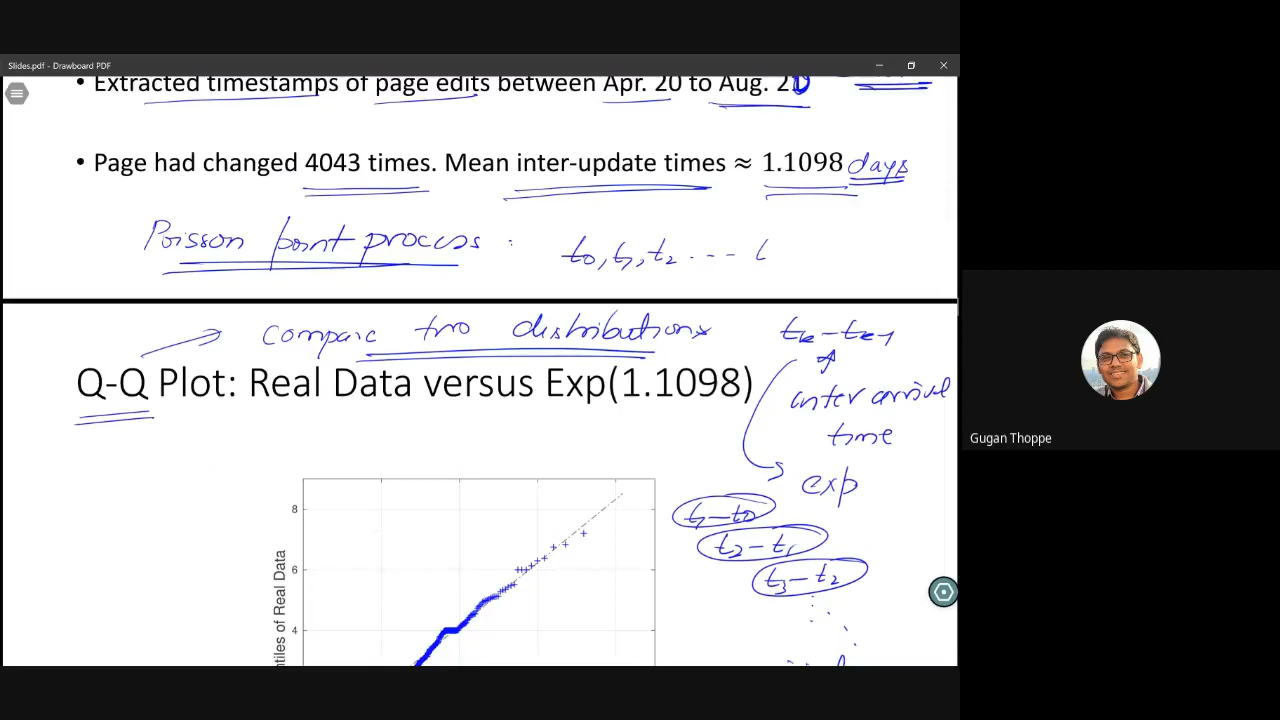 Slides.pdf - Drawboard PDF
• Extracted timestamps of page edits between Apr. 20 to Aug. 20
• Page had changed 4043 times. Mean inter-update times ≈ 1.1098 days
Poisson point process : t0, t1, t2 ... (
→ compare two distributions
tk - tk-1
Q-Q Plot: Real Data versus Exp(1.1098)
inter arrival
time
exp
t1 - t0
t2 - t1
t3 - t2
8
6
4
ntiles of Real Data
Gugan Thoppe